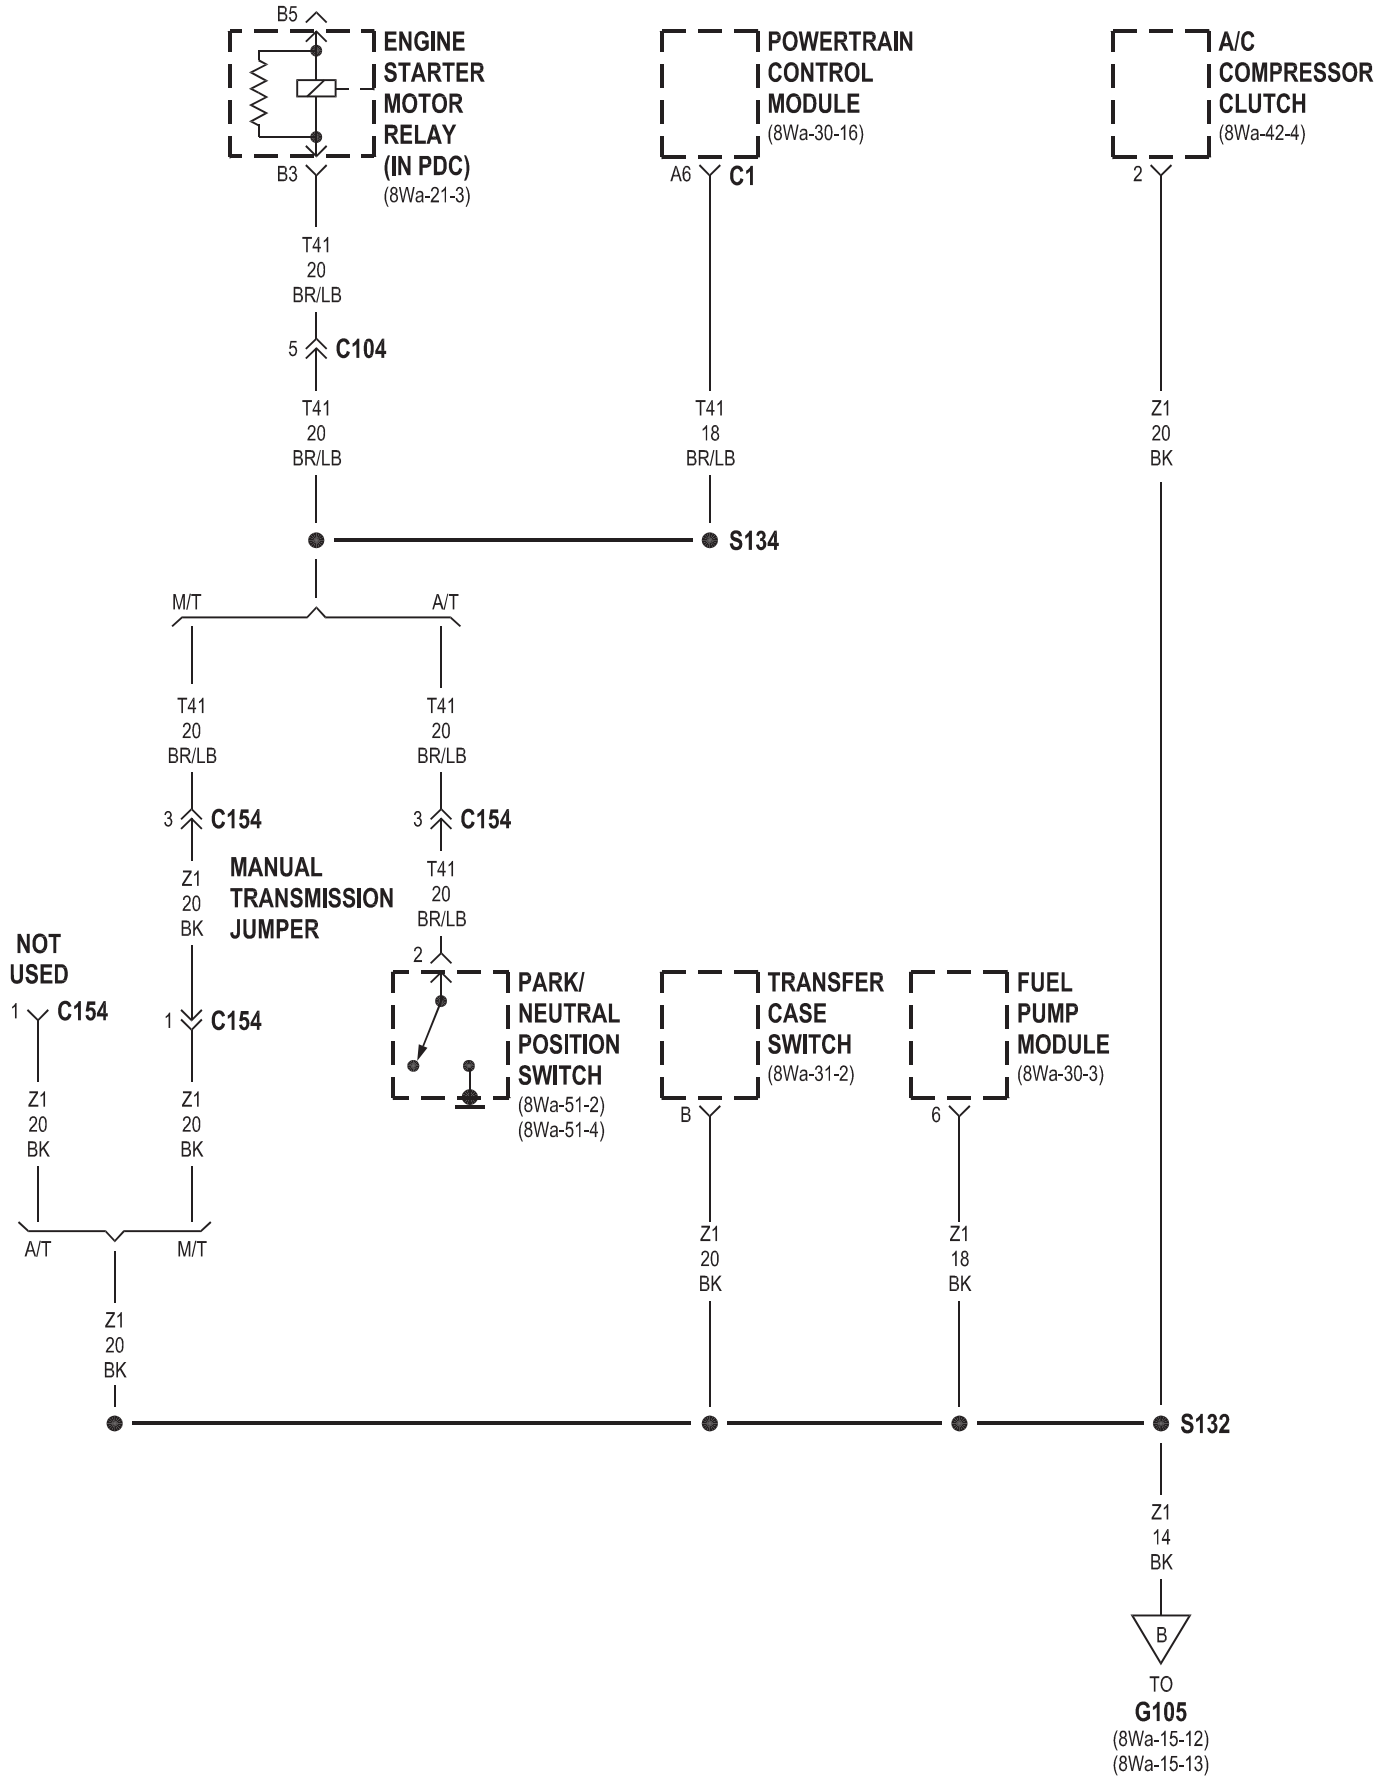 B5
ENGINE
STARTER
MOTOR
RELAY
(IN PDC)
(8Wa-21-3)
B3
POWERTRAIN
CONTROL
MODULE
(8Wa-30-16)
A6
C1
A/C
COMPRESSOR
CLUTCH
(8Wa-42-4)
2
T41
20
BR/LB
5
C104
T41
20
BR/LB
T41
18
BR/LB
Z1
20
BK
S134
M/T
A/T
T41
20
BR/LB
T41
20
BR/LB
3
C154
3
C154
Z1
20
BK
MANUAL
TRANSMISSION
JUMPER
T41
20
BR/LB
NOT
USED
1
C154
1
C154
2
PARK/
NEUTRAL
POSITION
SWITCH
(8Wa-51-2)
(8Wa-51-4)
TRANSFER
CASE
SWITCH
(8Wa-31-2)
B
FUEL
PUMP
MODULE
(8Wa-30-3)
6
Z1
20
BK
Z1
20
BK
A/T
M/T
Z1
20
BK
Z1
18
BK
Z1
20
BK
S132
Z1
14
BK
B
TO
G105
(8Wa-15-12)
(8Wa-15-13)